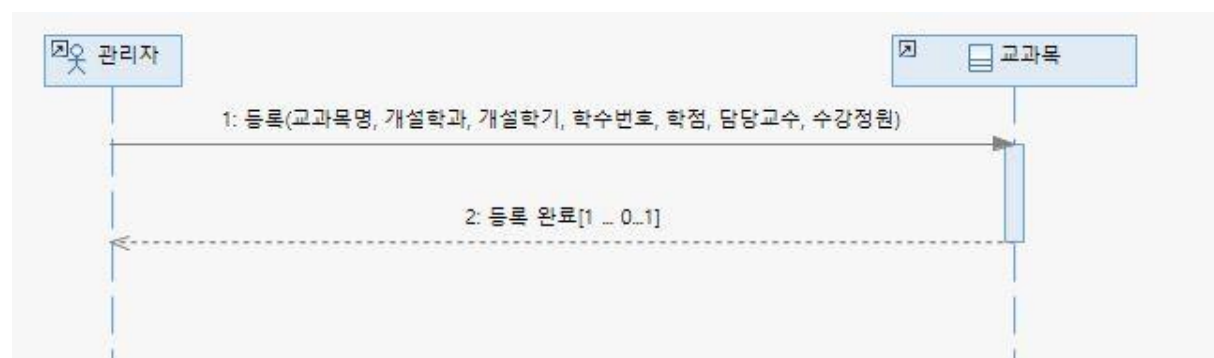 관리자
교과목
1: 등록(교과목명, 개설학과, 개설학기, 학수번호, 학점, 담당교수, 수강정원)
2: 등록 완료[1 ... 0...1]